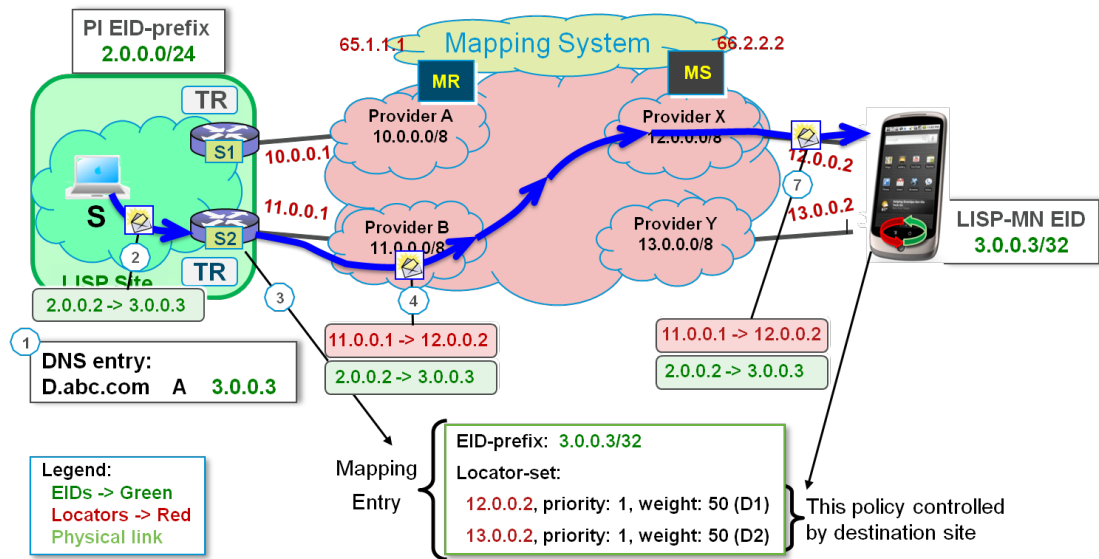 PI EID-prefix
2.0.0.0/24
65.1.1.1
Mapping System
66.2.2.2
MR
MS
TR
S1
10.0.0.1
Provider A
10.0.0.0/8
Provider X
12.0.0.0/8
12.0.0.2
7
S
11.0.0.1
S2
Provider B
11.0.0.0/8
Provider Y
13.0.0.0/8
13.0.0.2
LISP-MN EID
3.0.0.3/32
2
LISP Site
TR
3
4
2.0.0.2 -> 3.0.0.3
11.0.0.1 -> 12.0.0.2
2.0.0.2 -> 3.0.0.3
11.0.0.1 -> 12.0.0.2
2.0.0.2 -> 3.0.0.3
1
DNS entry:
D.abc.com A 3.0.0.3
Mapping
Entry
EID-prefix: 3.0.0.3/32
Locator-set:
12.0.0.2, priority: 1, weight: 50 (D1)
13.0.0.2, priority: 1, weight: 50 (D2)
This policy controlled
by destination site
Legend:
EIDs -> Green
Locators -> Red
Physical link